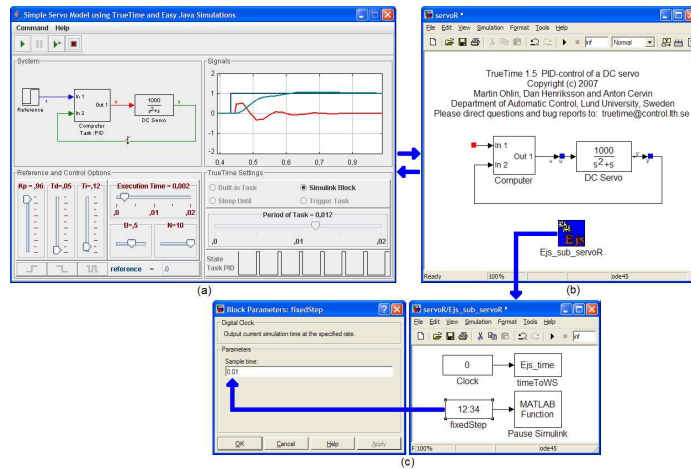 Simple Servo Model using TrueTime and Easy Java Simulations
Command Help
System
Reference
r
In 1
In 2
Out 1
Computer
Task :PID
u
1000
s²+s
DC Servo
y
Signals
2
1
0
-1
-2
0,4 0,5 0,6 0,7 0,8
Reference and Control Options
Kp =,96 Td=,05 Ti=,12
Execution Time = 0,002
,0 ,01 ,02
B=,5 N=10
reference = ,0
TrueTime Settings
Built-in Task
Simulink Block
Sleep Until
Trigger Task
Period of Task = 0,012
,0 ,01 ,02
State
Task PID
(a)
servoR *
File Edit View Simulation Format Tools Help
inf
Normal
TrueTime 1.5 PID-control of a DC servo
Copyright (c) 2007
Martin Ohlin, Dan Henriksson and Anton Cervin
Department of Automatic Control, Lund University, Sweden
Please direct questions and bug reports to: truetime@control.lth.se
In 1
In 2
Out 1
Computer
u
1000
s²+s
DC Servo
y
Ejs
Ejs_sub_servoR
Ready 100% ode45
(b)
Block Parameters: fixedStep
Digital Clock
Output current simulation time at the specified rate.
Parameters
Sample time:
0.01
OK Cancel Help Apply
servoR/Ejs_sub_servoR *
File Edit View Simulation Format Tools Help
inf
0
Clock
Ejs_time
timeToWS
12:34
fixedStep
MATLAB
Function
Pause Simulink
100% ode45
(c)